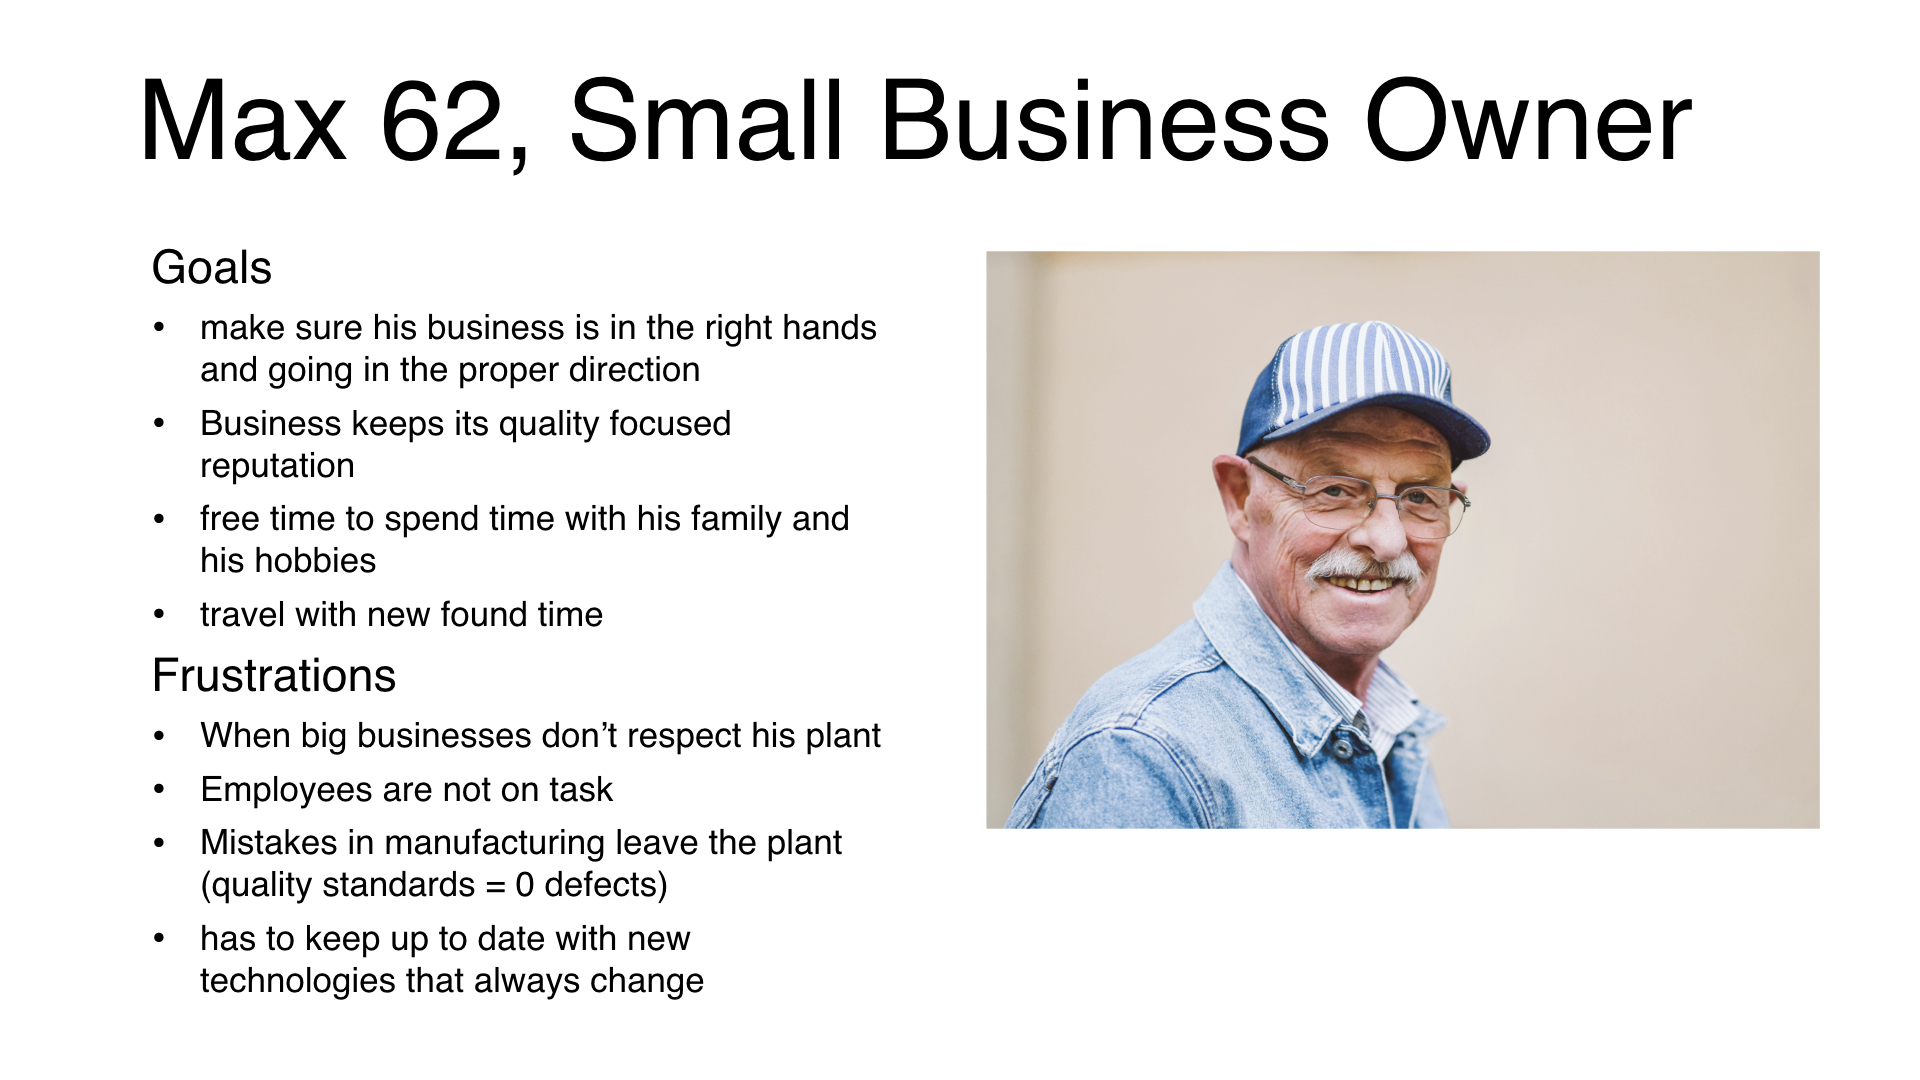 Max 62, Small Business Owner
Goals
• make sure his business is in the right hands
and going in the proper direction
• Business keeps its quality focused
reputation
• free time to spend time with his family and
his hobbies
• travel with new found time
Frustrations
• When big businesses don’t respect his plant
• Employees are not on task
• Mistakes in manufacturing leave the plant
(quality standards = 0 defects)
• has to keep up to date with new
technologies that always change